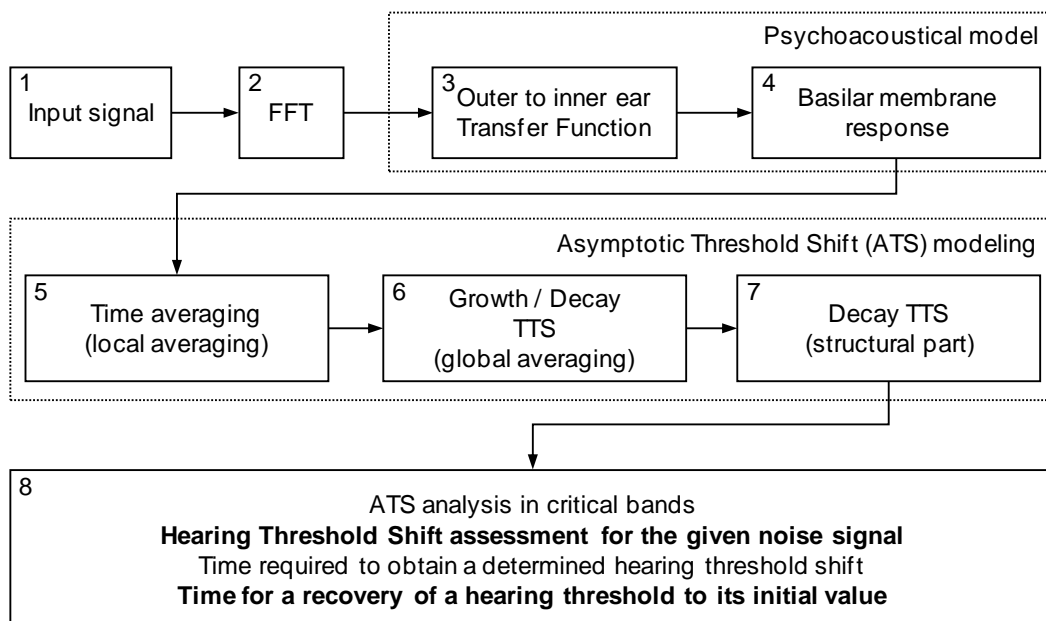 Psychoacoustical model
1
Input signal
2
FFT
3
Outer to inner ear
Transfer Function
4
Basilar membrane
response
Asymptotic Threshold Shift (ATS) modeling
5
Time averaging
(local averaging)
6
Growth / Decay
TTS
(global averaging)
7
Decay TTS
(structural part)
8
ATS analysis in critical bands
Hearing Threshold Shift assessment for the given noise signal
Time required to obtain a determined hearing threshold shift
Time for a recovery of a hearing threshold to its initial value